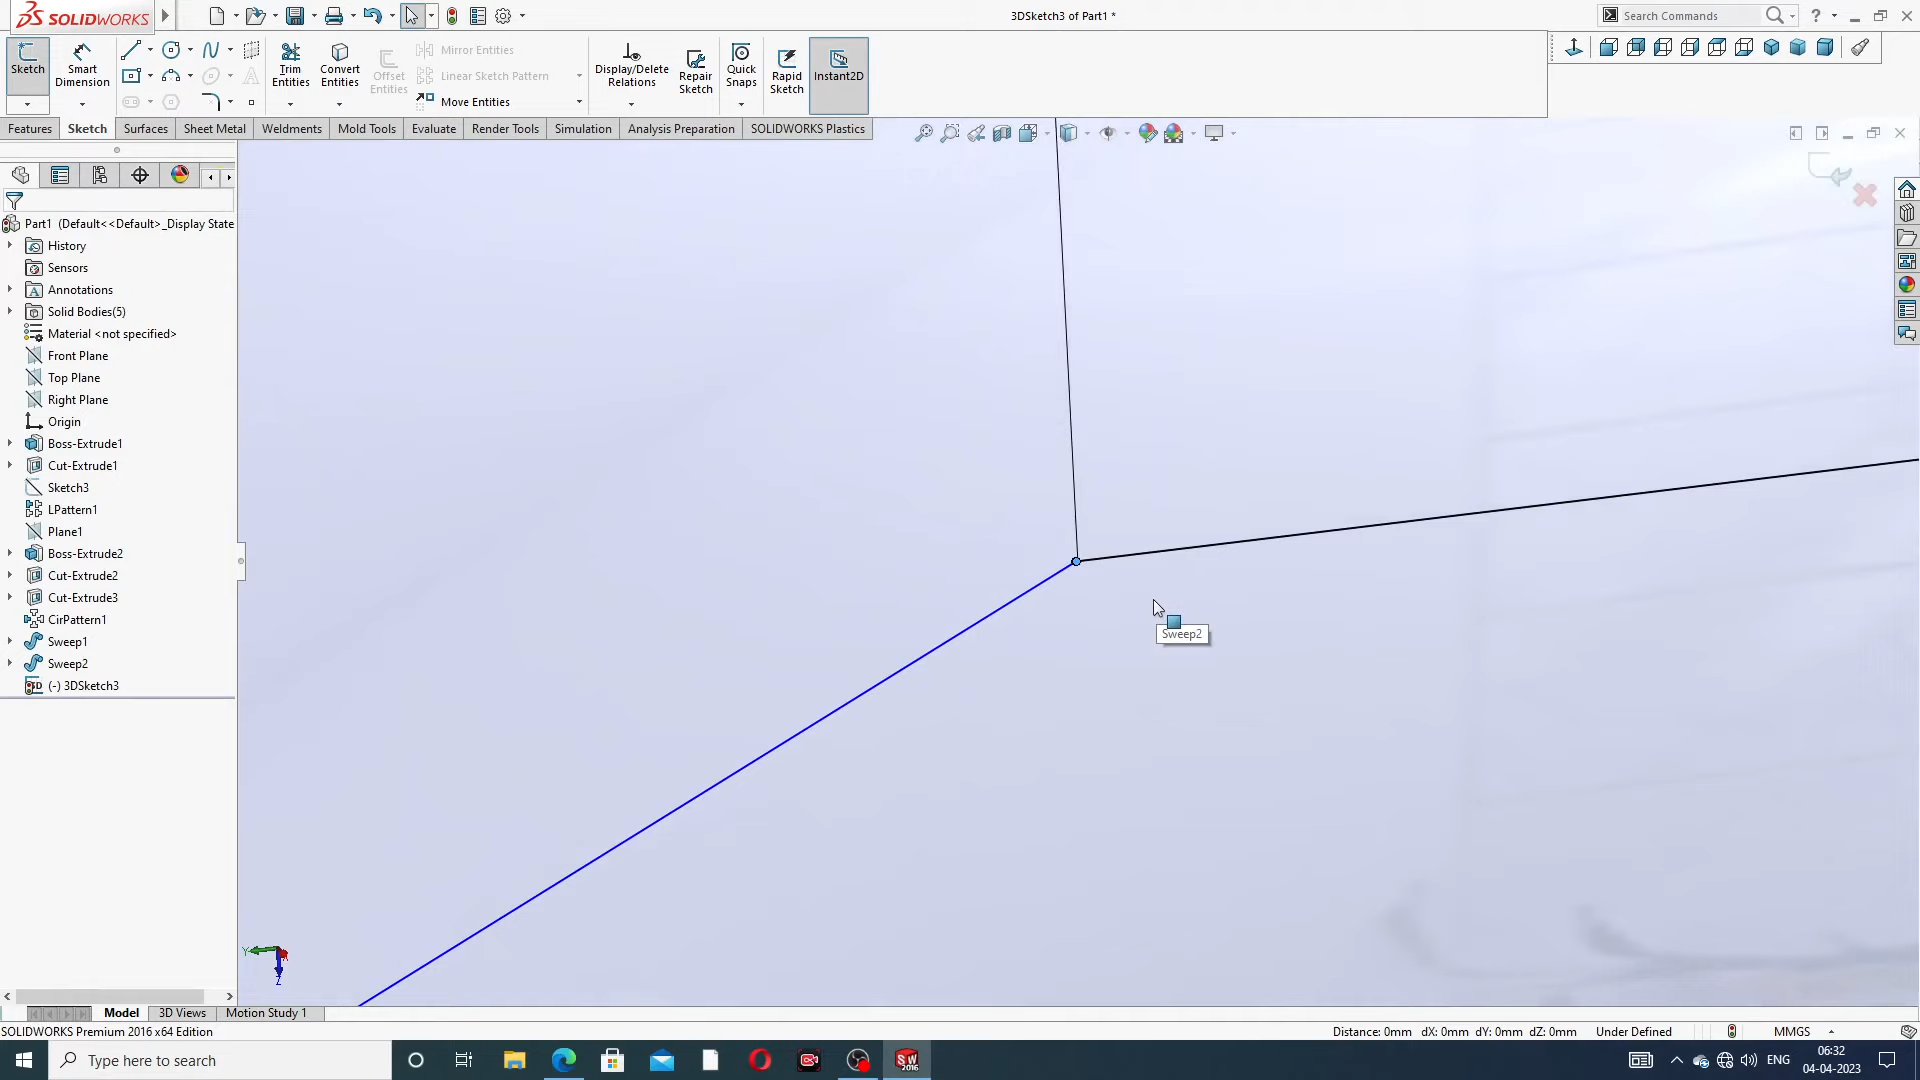 SOLIDWORKS
3DSketch3 of Part1 *
Search Commands
Sketch
Smart Dimension
Trim Entities
Convert Entities
Offset Entities
Mirror Entities
Linear Sketch Pattern
Move Entities
Display/Delete Relations
Repair Sketch
Quick Snaps
Rapid Sketch
Instant2D
Features
Sketch
Surfaces
Sheet Metal
Weldments
Mold Tools
Evaluate
Render Tools
Simulation
Analysis Preparation
SOLIDWORKS Plastics
Part1 (Default<<Default>_Display State
History
Sensors
Annotations
Solid Bodies(5)
Material <not specified>
Front Plane
Top Plane
Right Plane
Origin
Boss-Extrude1
Cut-Extrude1
Sketch3
LPattern1
Plane1
Boss-Extrude2
Cut-Extrude2
Cut-Extrude3
CirPattern1
Sweep1
Sweep2
(-) 3DSketch3
Sweep2
Y
Z
Model
3D Views
Motion Study 1
SOLIDWORKS Premium 2016 x64 Edition
Distance: 0mm dX: 0mm dY: 0mm dZ: 0mm
Under Defined
MMGS
Type here to search
SW
2016
ENG
06:32
04-04-2023